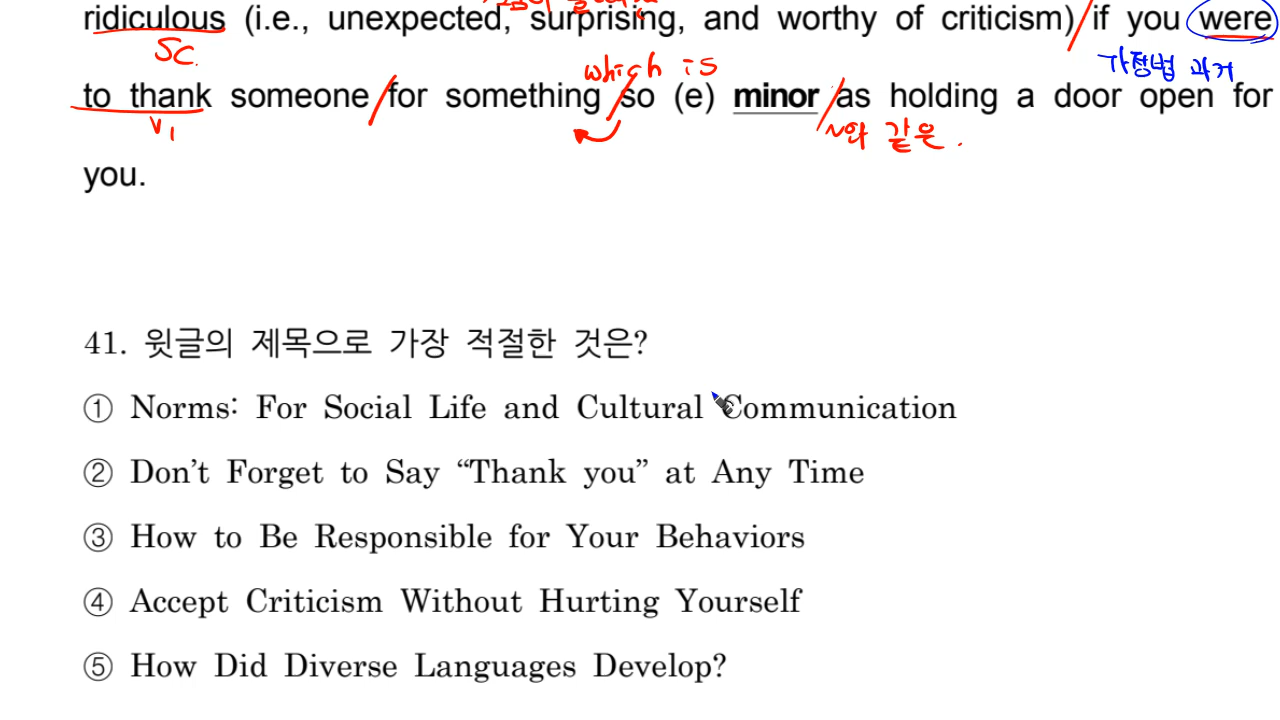 ridiculous (i.e., unexpected, surprising, and worthy of criticism) if you were
SC
가정법 과거
which is
to thank someone for something so (e) minor as holding a door open for
V1
~와 같은.
you.
41. 윗글의 제목으로 가장 적절한 것은?
① Norms: For Social Life and Cultural Communication
② Don’t Forget to Say “Thank you” at Any Time
③ How to Be Responsible for Your Behaviors
④ Accept Criticism Without Hurting Yourself
⑤ How Did Diverse Languages Develop?